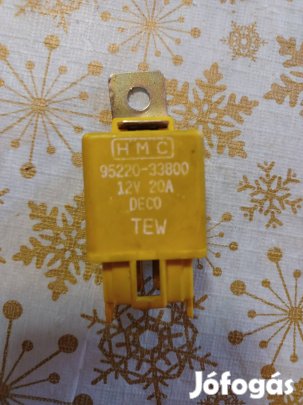 HMC
95220-33800
12V 20A
DECO
TEW
Jófogás